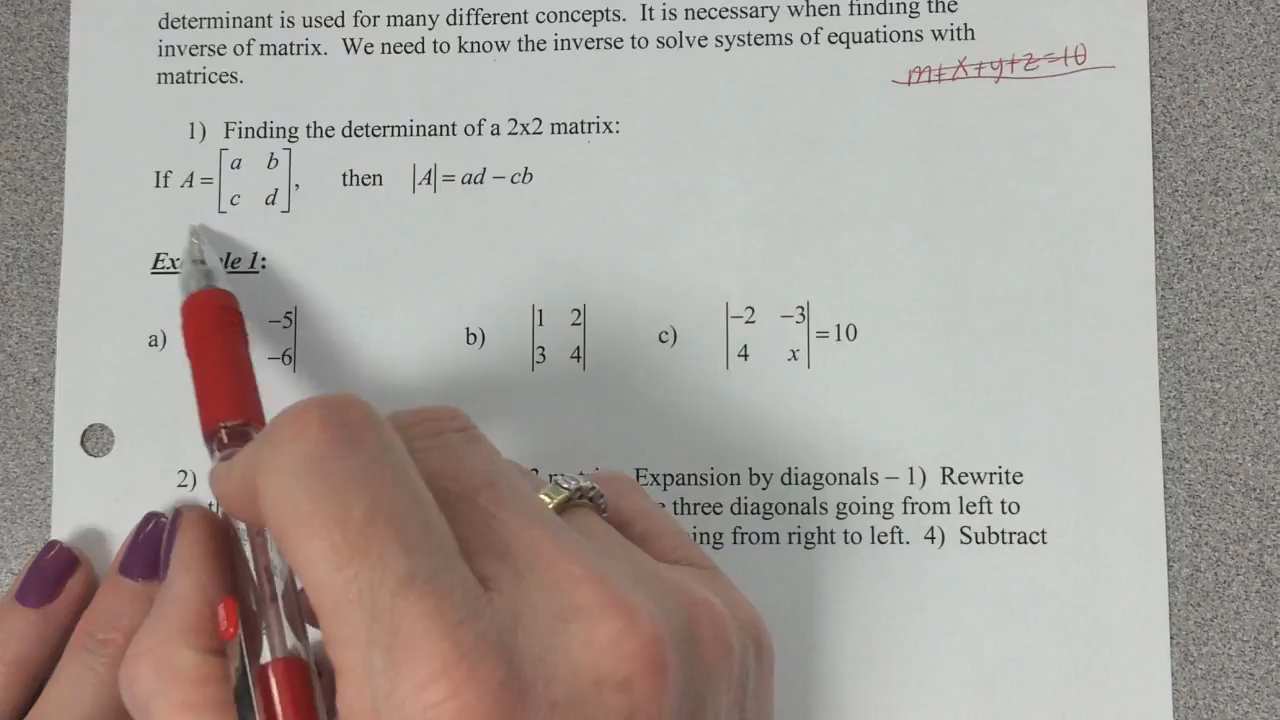 determinant is used for many different concepts. It is necessary when finding the
inverse of matrix. We need to know the inverse to solve systems of equations with
matrices.
m+x+y+z=10
1) Finding the determinant of a 2x2 matrix:
If A = [a b
c d], then |A| = ad − cb
1:
a) −5|
−6|
b) |1 2|
|3 4|
c) |−2 −3|
|4 x| = 10
2) Expansion by diagonals – 1) Rewrite
three diagonals going from left to
from right to left. 4) Subtract